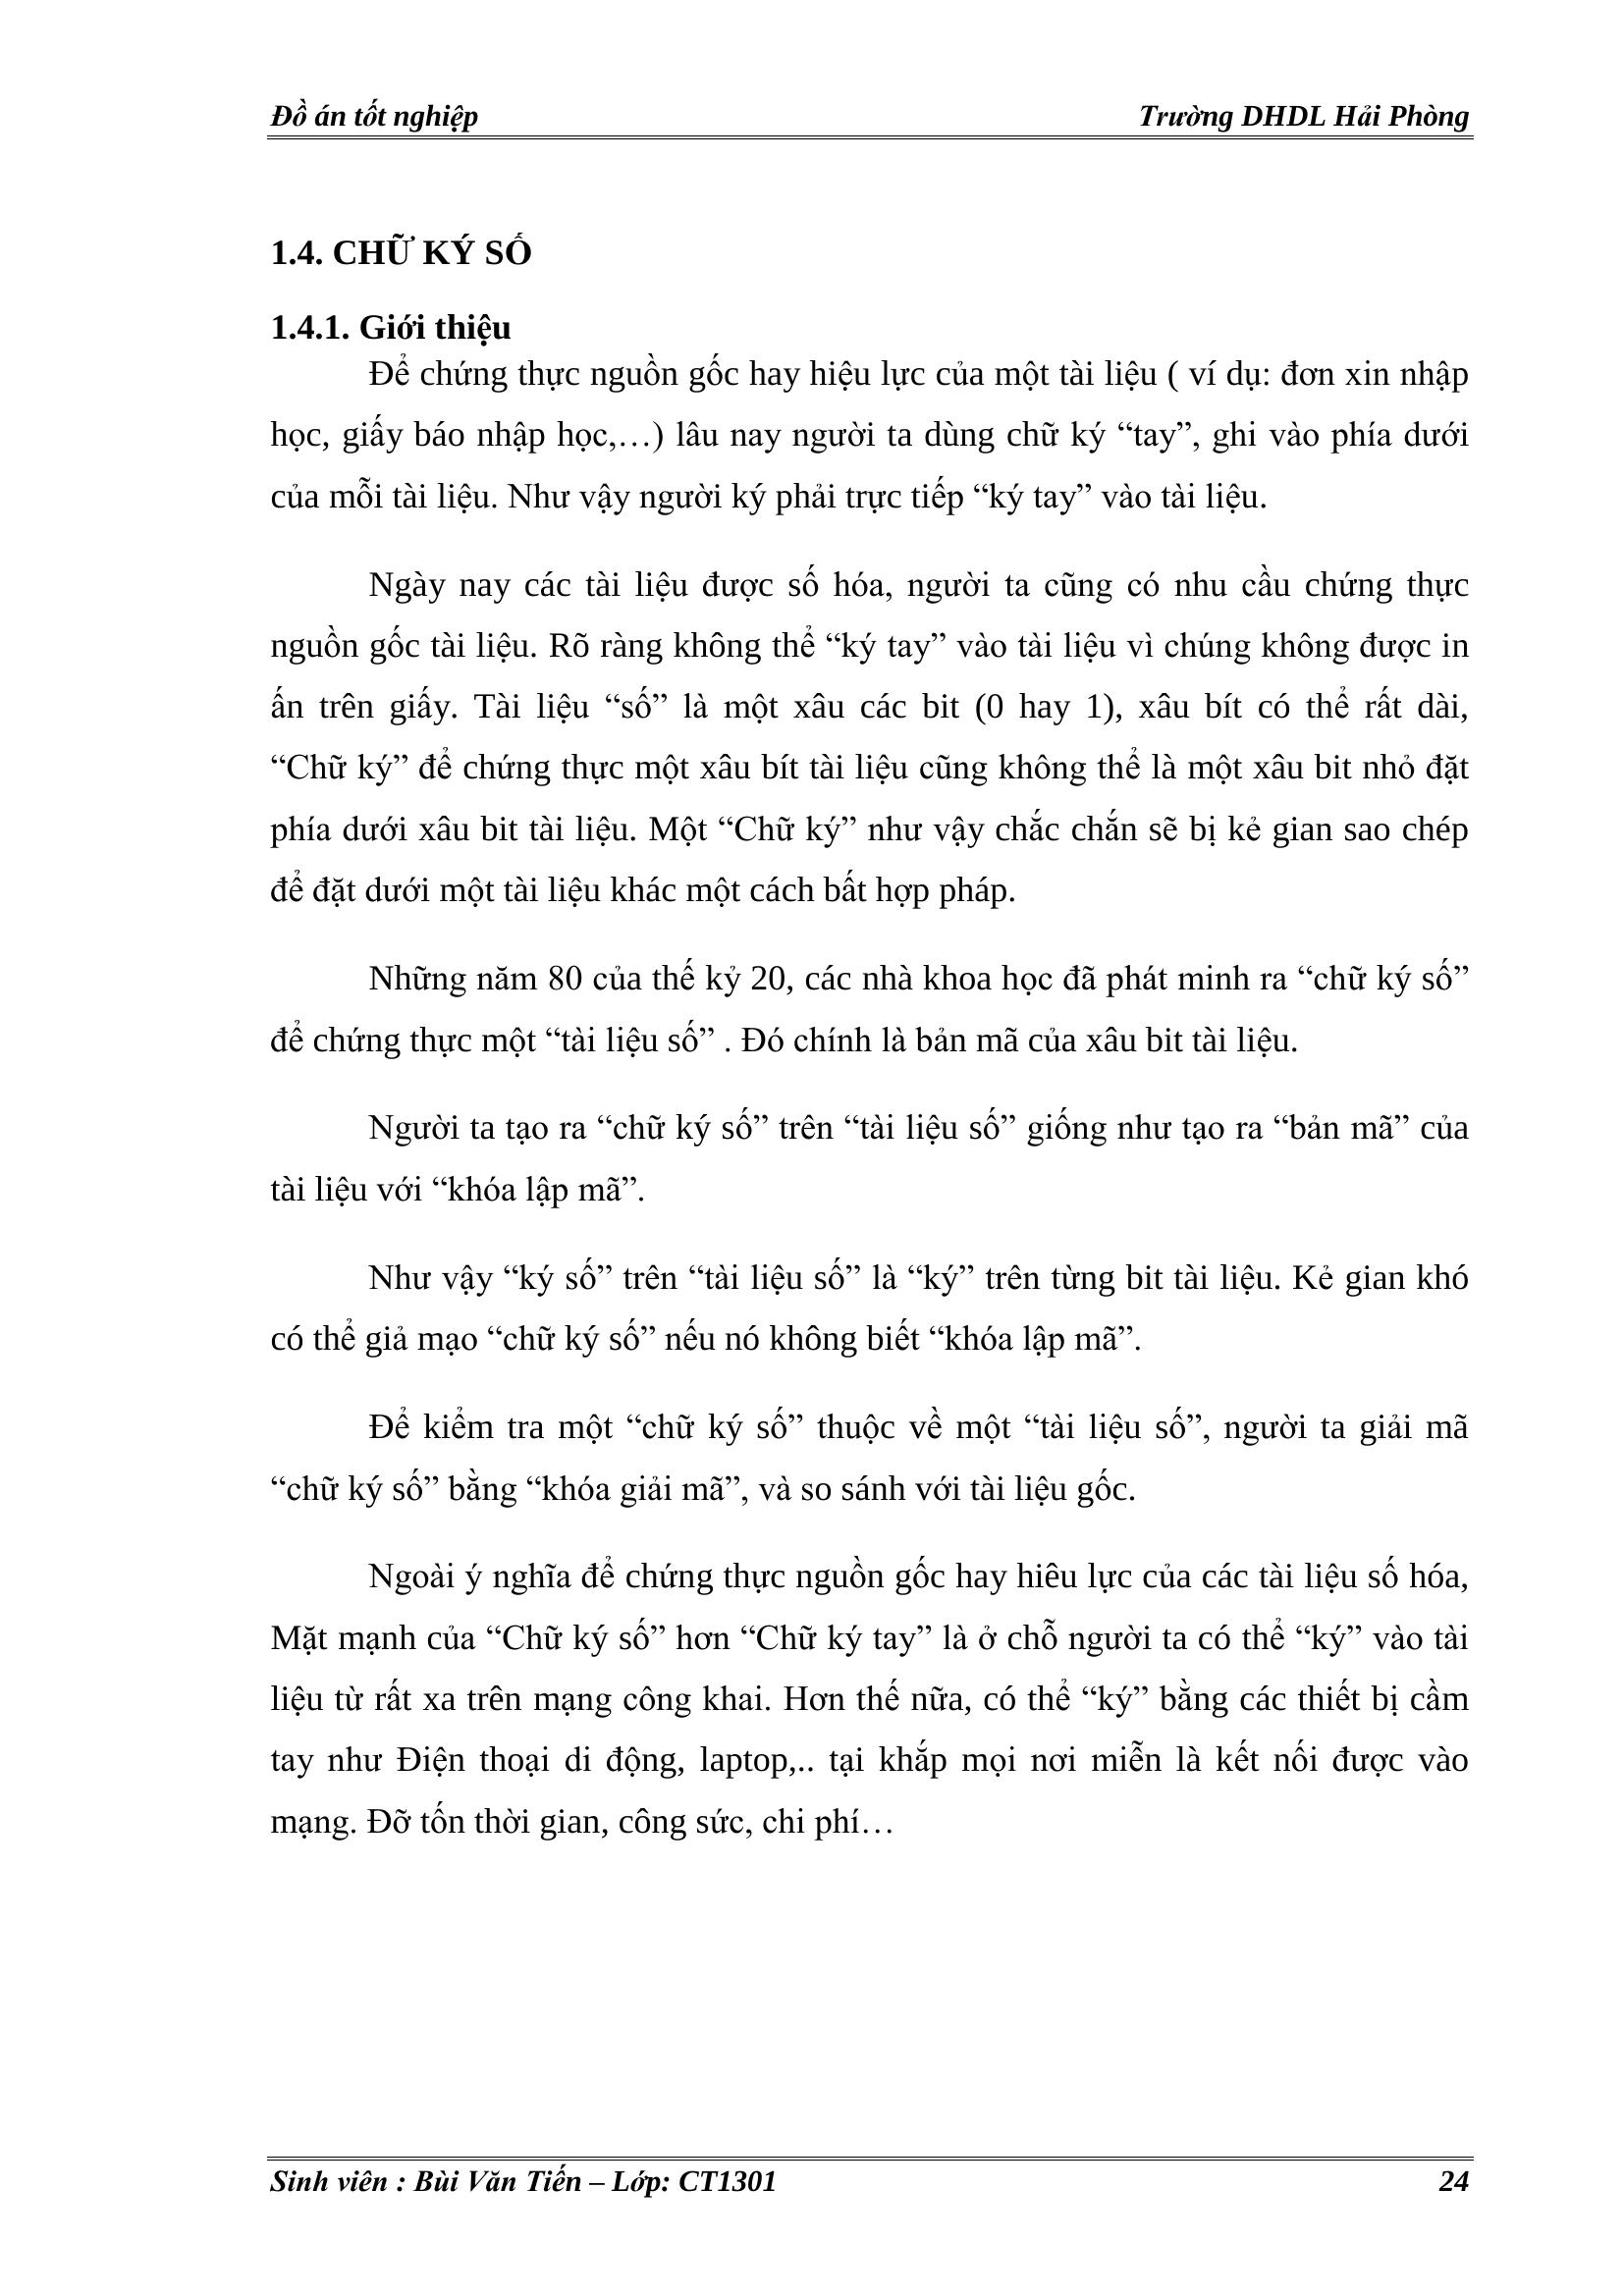 Đồ án tốt nghiệp Trường DHDL Hải Phòng
1.4. CHỮ KÝ SỐ
1.4.1. Giới thiệu
Để chứng thực nguồn gốc hay hiệu lực của một tài liệu ( ví dụ: đơn xin nhập
học, giấy báo nhập học,…) lâu nay người ta dùng chữ ký “tay”, ghi vào phía dưới
của mỗi tài liệu. Như vậy người ký phải trực tiếp “ký tay” vào tài liệu.
Ngày nay các tài liệu được số hóa, người ta cũng có nhu cầu chứng thực
nguồn gốc tài liệu. Rõ ràng không thể “ký tay” vào tài liệu vì chúng không được in
ấn trên giấy. Tài liệu “số” là một xâu các bit (0 hay 1), xâu bít có thể rất dài,
“Chữ ký” để chứng thực một xâu bít tài liệu cũng không thể là một xâu bit nhỏ đặt
phía dưới xâu bit tài liệu. Một “Chữ ký” như vậy chắc chắn sẽ bị kẻ gian sao chép
để đặt dưới một tài liệu khác một cách bất hợp pháp.
Những năm 80 của thế kỷ 20, các nhà khoa học đã phát minh ra “chữ ký số”
để chứng thực một “tài liệu số” . Đó chính là bản mã của xâu bit tài liệu.
Người ta tạo ra “chữ ký số” trên “tài liệu số” giống như tạo ra “bản mã” của
tài liệu với “khóa lập mã”.
Như vậy “ký số” trên “tài liệu số” là “ký” trên từng bit tài liệu. Kẻ gian khó
có thể giả mạo “chữ ký số” nếu nó không biết “khóa lập mã”.
Để kiểm tra một “chữ ký số” thuộc về một “tài liệu số”, người ta giải mã
“chữ ký số” bằng “khóa giải mã”, và so sánh với tài liệu gốc.
Ngoài ý nghĩa để chứng thực nguồn gốc hay hiêu lực của các tài liệu số hóa,
Mặt mạnh của “Chữ ký số” hơn “Chữ ký tay” là ở chỗ người ta có thể “ký” vào tài
liệu từ rất xa trên mạng công khai. Hơn thế nữa, có thể “ký” bằng các thiết bị cầm
tay như Điện thoại di động, laptop,.. tại khắp mọi nơi miễn là kết nối được vào
mạng. Đỡ tốn thời gian, công sức, chi phí…
Sinh viên : Bùi Văn Tiến – Lớp: CT1301 24